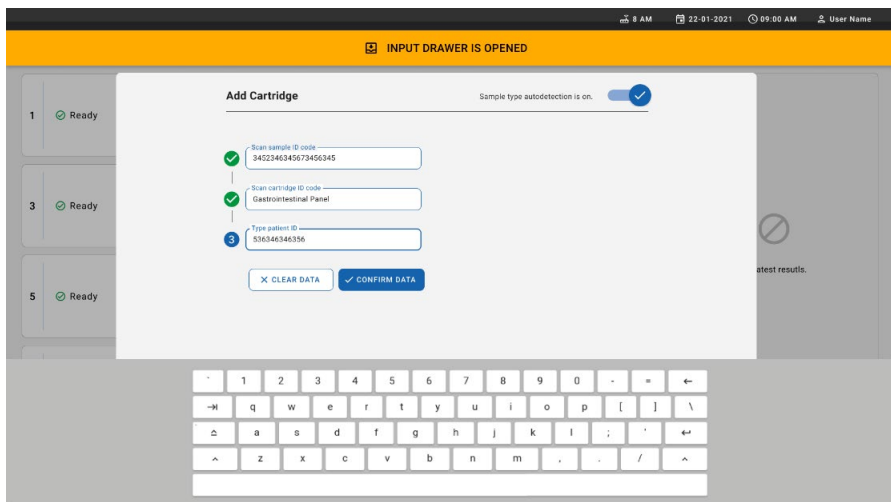 8 AM 22-01-2021 09:00 AM User Name
INPUT DRAWER IS OPENED
Add Cartridge Sample type autodetection is on.
1 Ready
Scan sample ID code
3452346345673456345
Scan cartridge ID code
3 Ready Gastrointestinal Panel
Type patient ID
3 536346346356
atest resutls.
CLEAR DATA CONFIRM DATA
5 Ready
` 1 2 3 4 5 6 7 8 9 0 - =
q w e r t y u i o p [ ] \
a s d f g h j k l ; '
z x c v b n m , . /